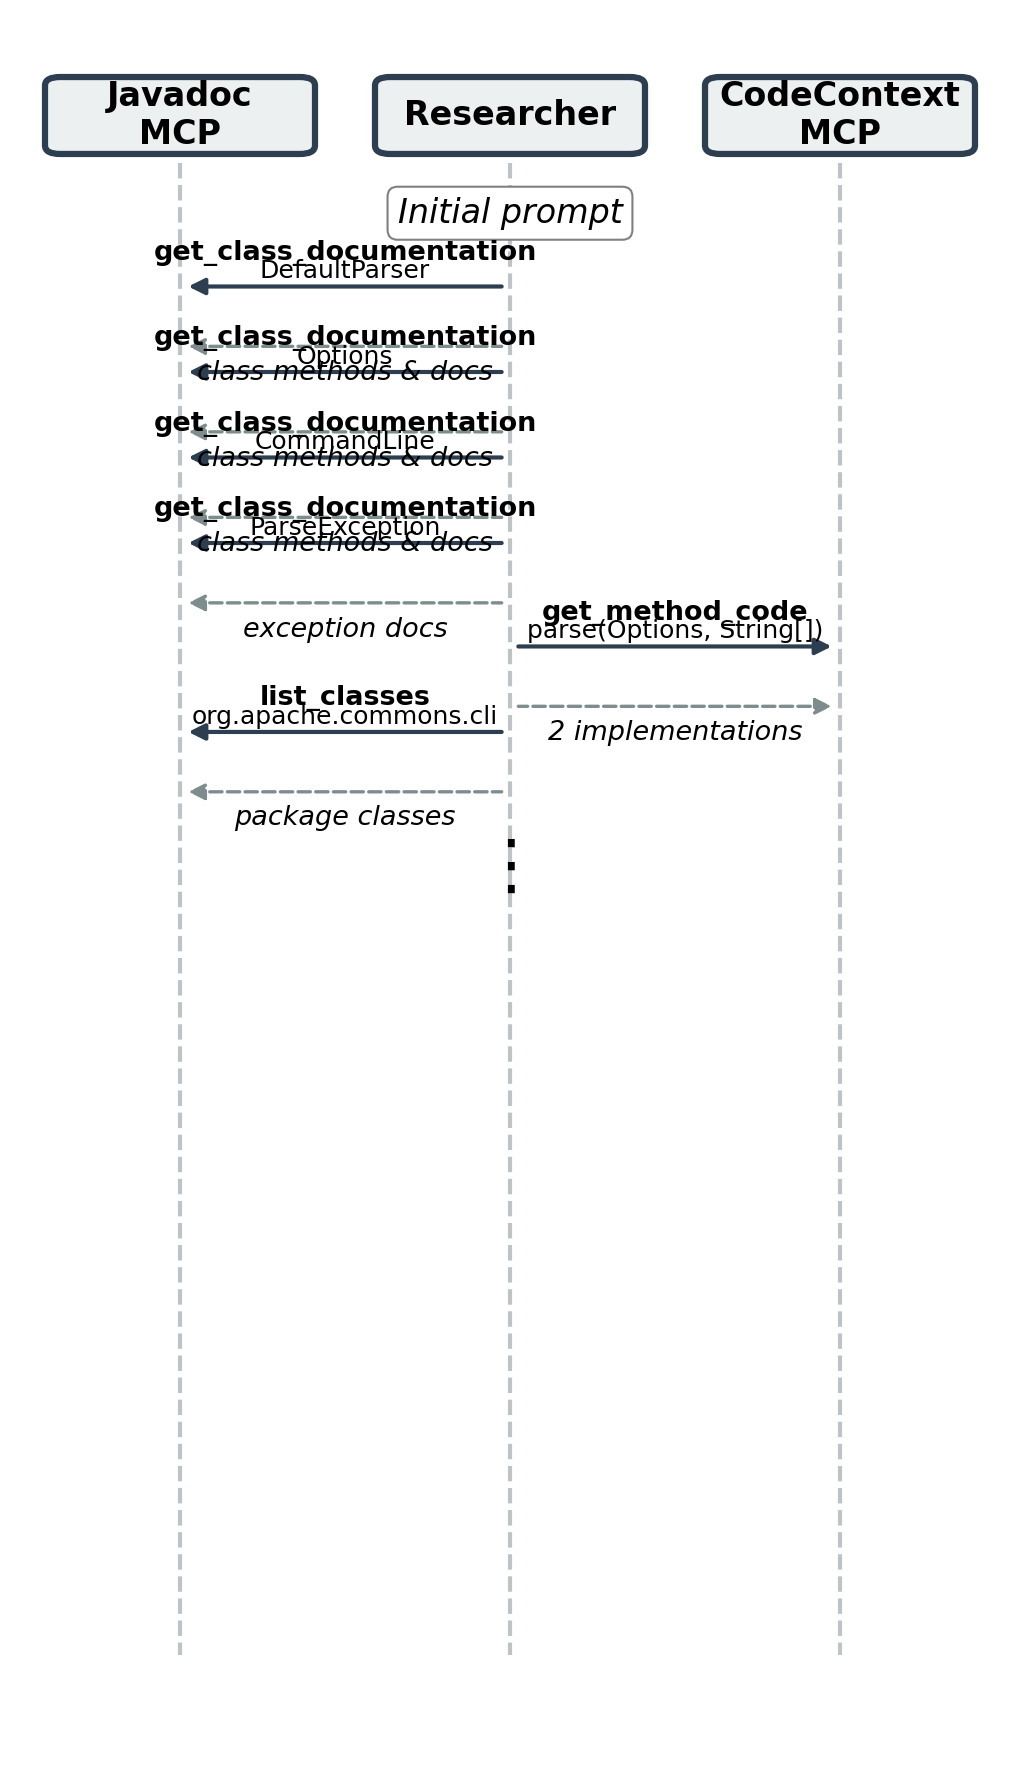 Javadoc
MCP
Researcher
CodeContext
MCP
Initial prompt
get_class_documentation
DefaultParser
get_class_documentation
Options
class methods & docs
get_class_documentation
CommandLine
class methods & docs
get_class_documentation
ParseException
class methods & docs
exception docs
get_method_code
parse(Options, String[])
list_classes
org.apache.commons.cli
2 implementations
package classes